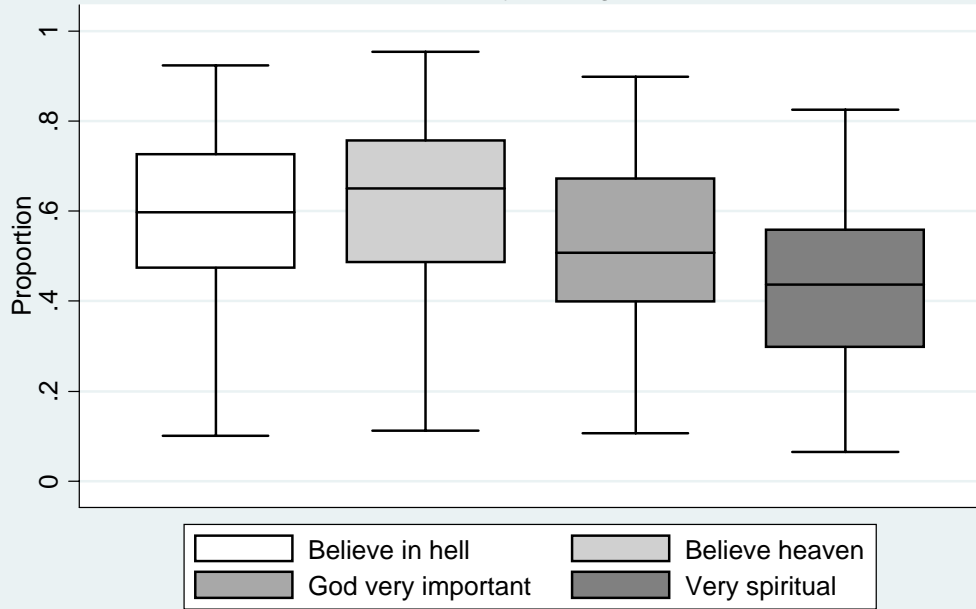 Proportion
1
.8
.6
.4
.2
0
Believe in hell
Believe heaven
God very important
Very spiritual